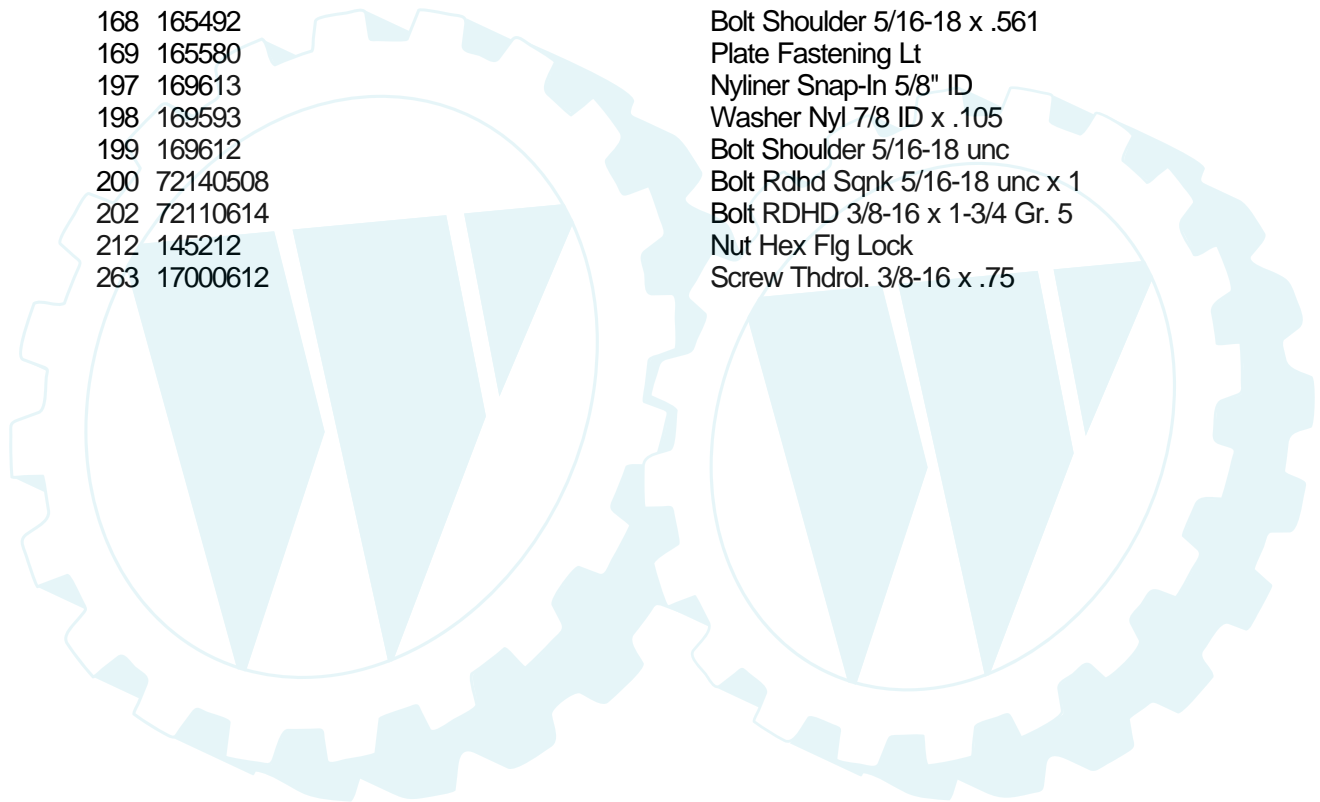 168 165492 Bolt Shoulder 5/16-18 x .561
169 165580 Plate Fastening Lt
197 169613 Nyliner Snap-In 5/8" ID
198 169593 Washer Nyl 7/8 ID x .105
199 169612 Bolt Shoulder 5/16-18 unc
200 72140508 Bolt Rdhd Sqnk 5/16-18 unc x 1
202 72110614 Bolt RDHD 3/8-16 x 1-3/4 Gr. 5
212 145212 Nut Hex Flg Lock
263 17000612 Screw Thdrol. 3/8-16 x .75